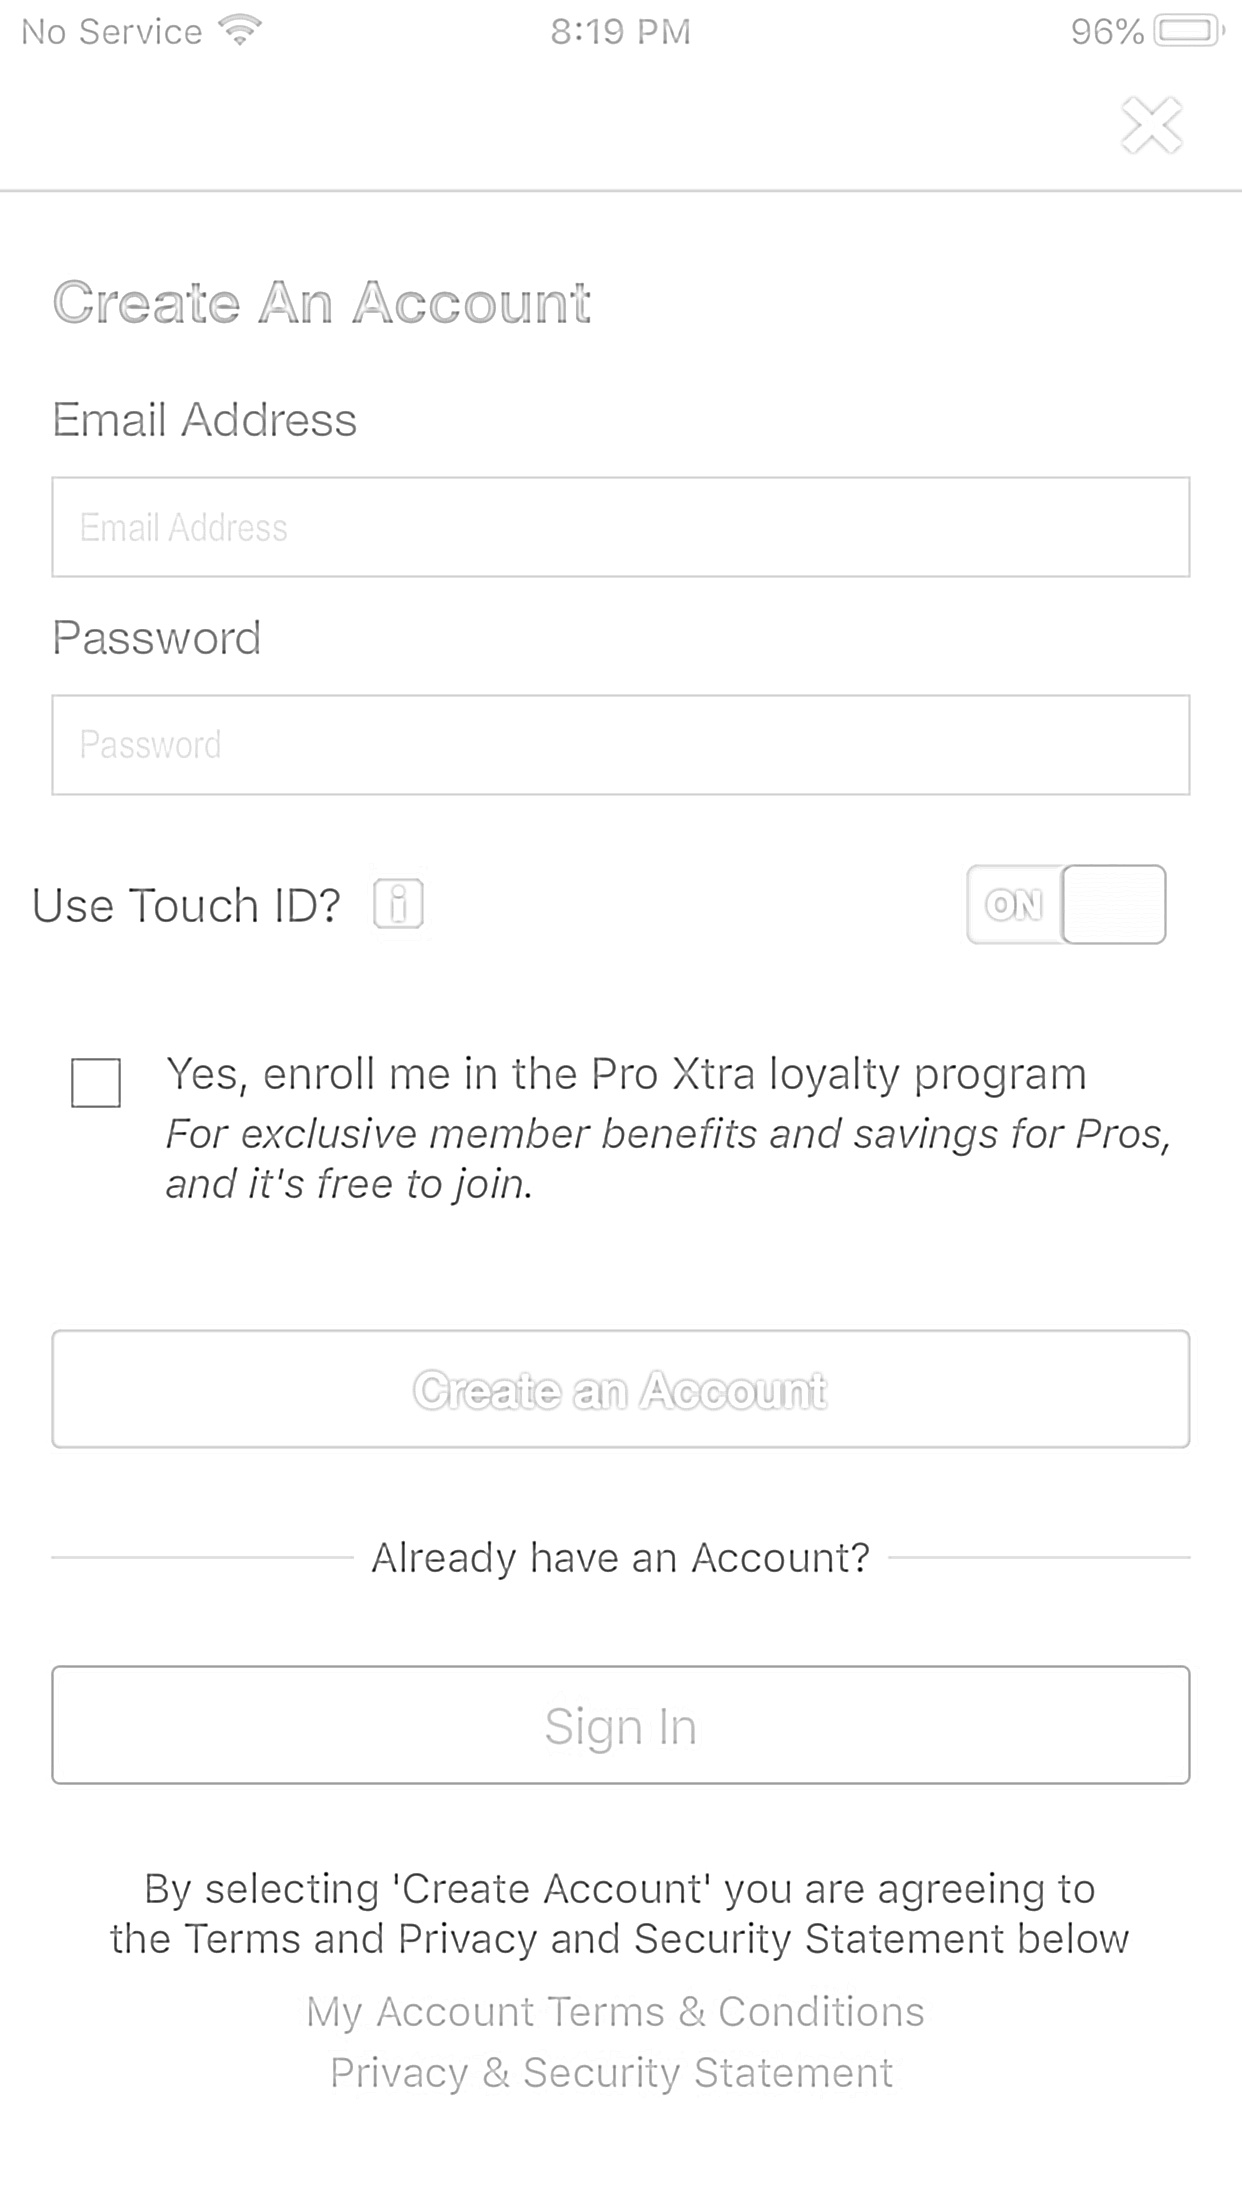 No Service 8:19 PM 96%
Create An Account
Email Address
Email Address
Password
Password
Use Touch ID? i ON
Yes, enroll me in the Pro Xtra loyalty program
For exclusive member benefits and savings for Pros,
and it's free to join.
Create an Account
Already have an Account?
Sign In
By selecting 'Create Account' you are agreeing to
the Terms and Privacy and Security Statement below
My Account Terms & Conditions
Privacy & Security Statement